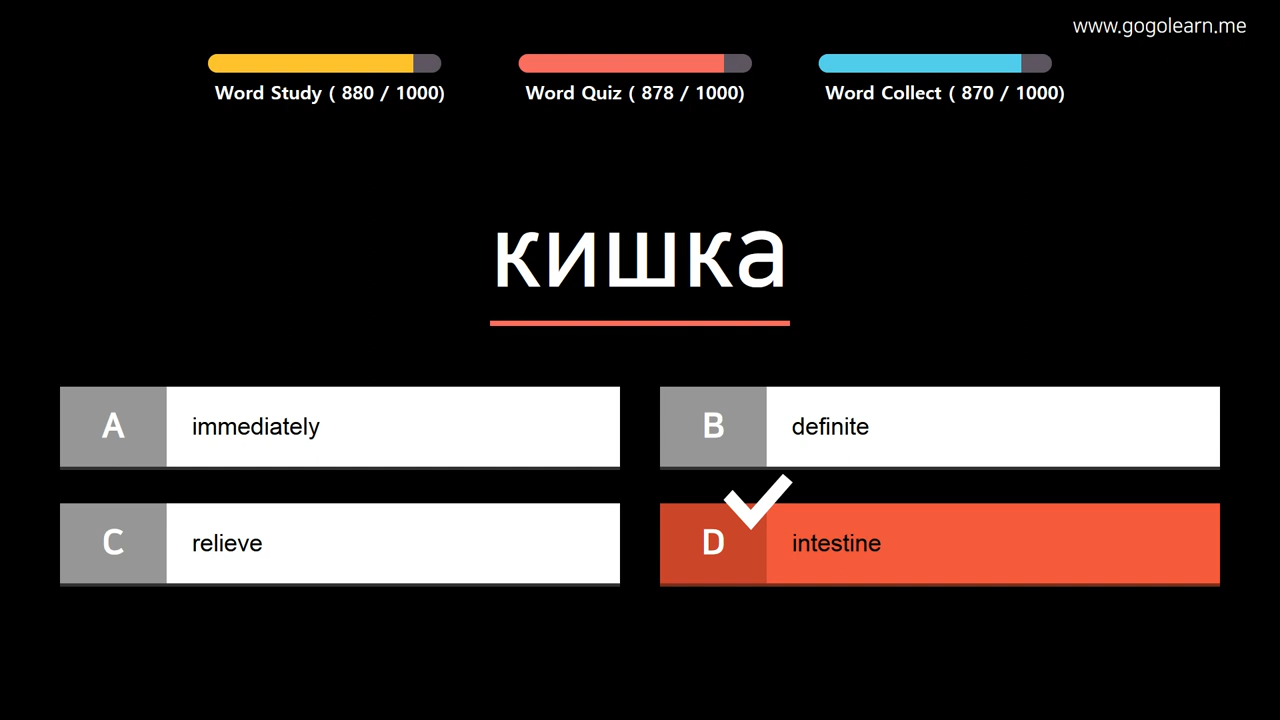 www.gogolearn.me
Word Study ( 880 / 1000)
Word Quiz ( 878 / 1000)
Word Collect ( 870 / 1000)
кишка
A immediately
B definite
C relieve
D intestine